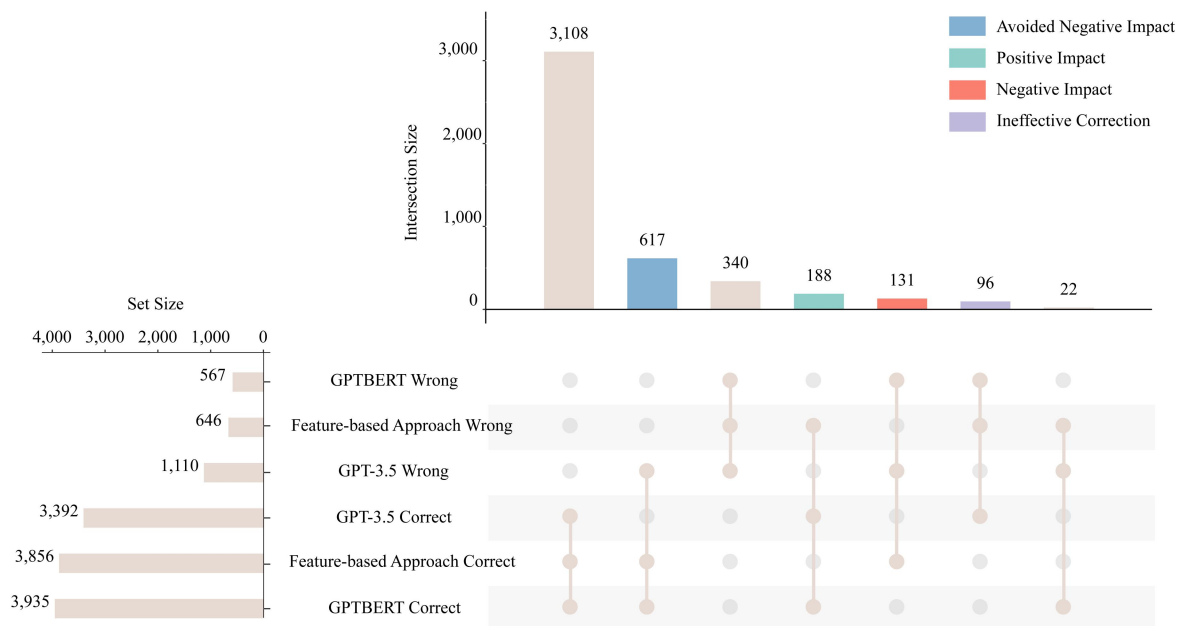 Avoided Negative Impact
Positive Impact
Negative Impact
Ineffective Correction
Intersection Size
3,000
2,000
1,000
0
3,108
617
340
188
131
96
22
Set Size
4,000 3,000 2,000 1,000 0
567 GPTBERT Wrong
646 Feature-based Approach Wrong
1,110 GPT-3.5 Wrong
3,392 GPT-3.5 Correct
3,856 Feature-based Approach Correct
3,935 GPTBERT Correct